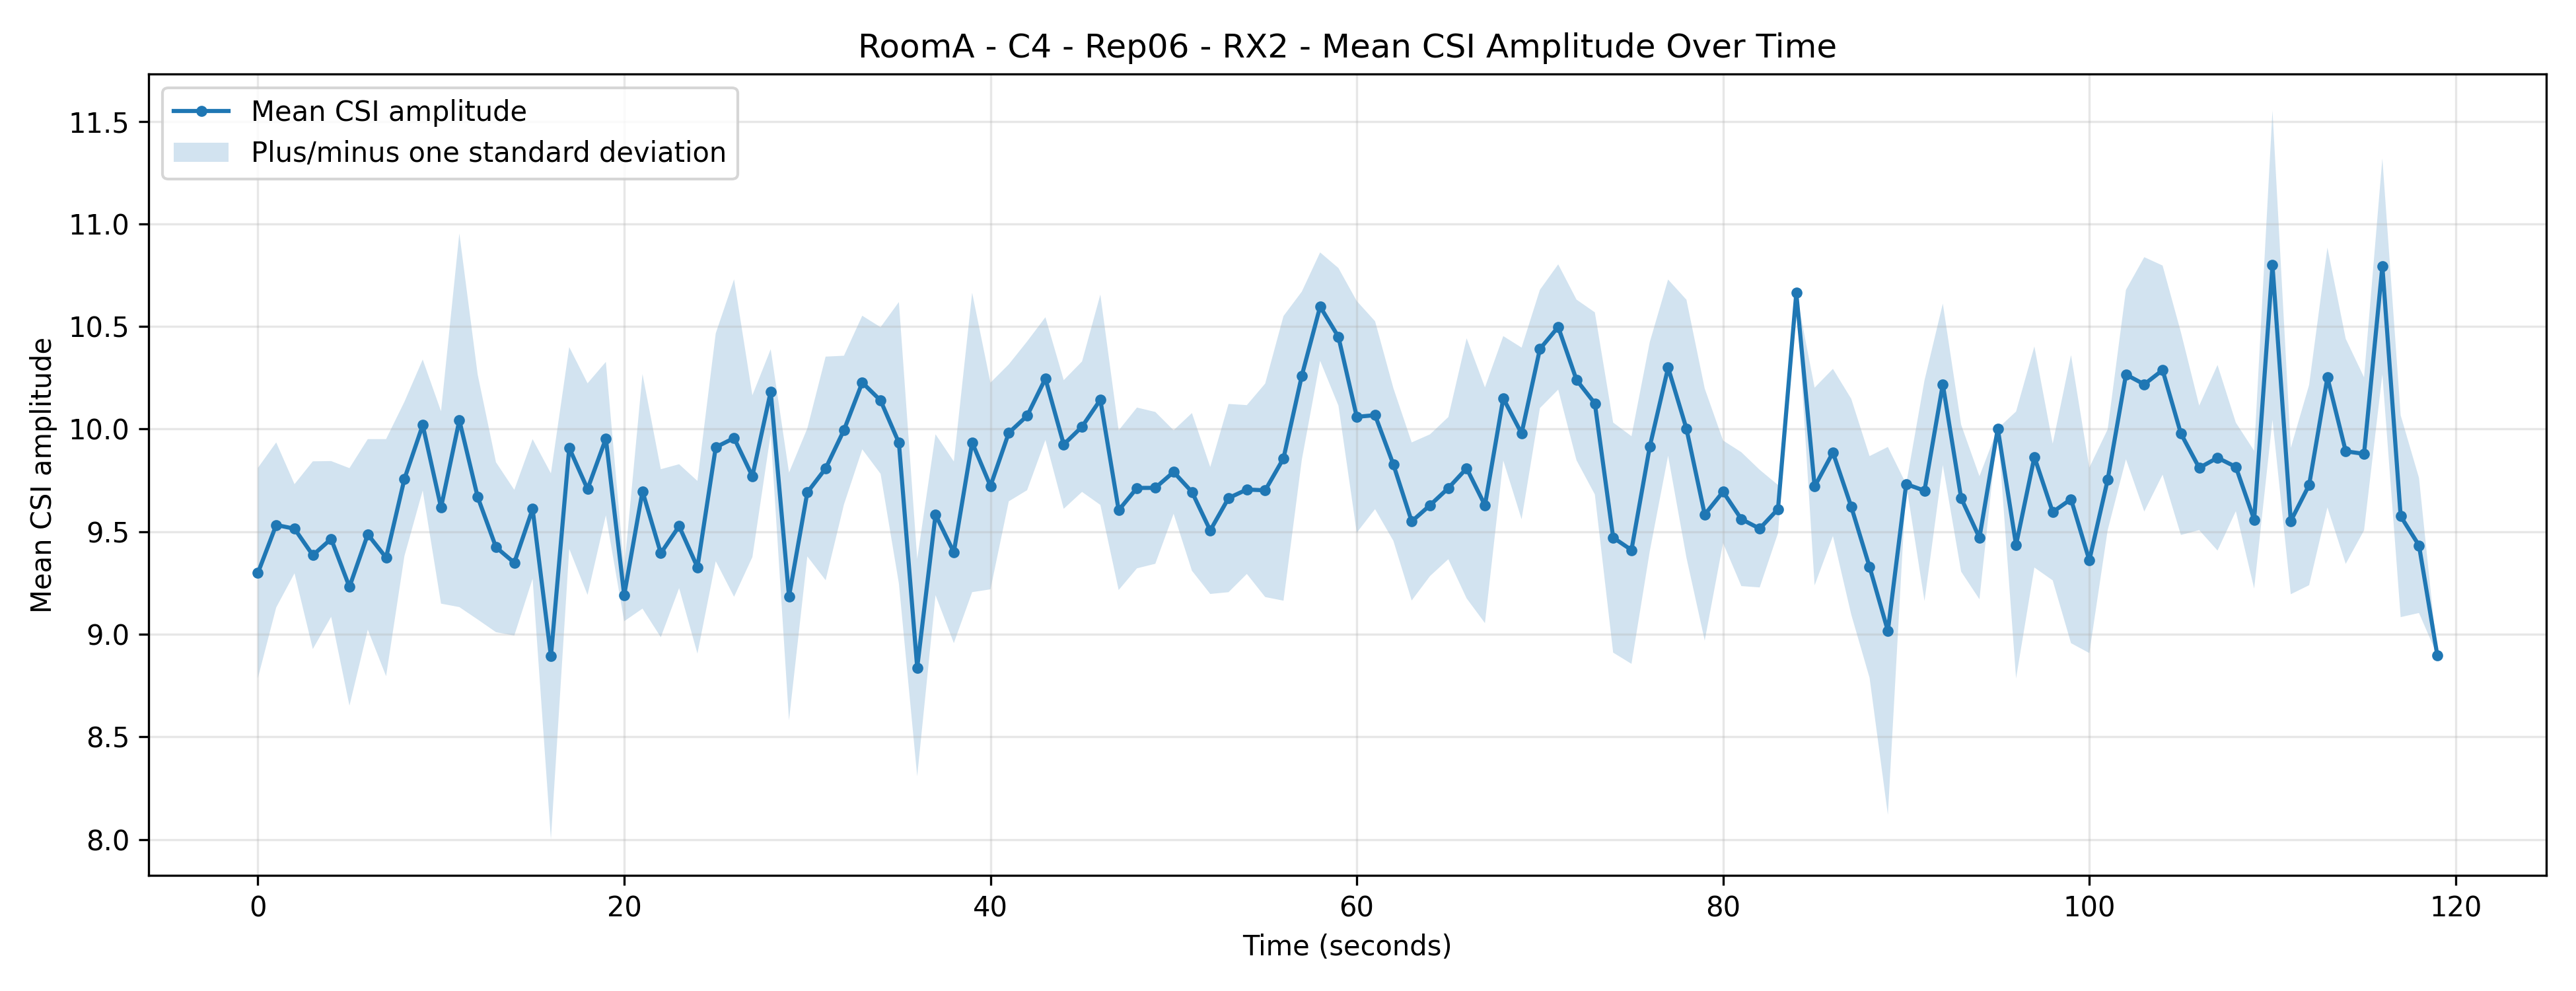 RoomA - C4 - Rep06 - RX2 - Mean CSI Amplitude Over Time
Mean CSI amplitude
Plus/minus one standard deviation
11.5
11.0
10.5
10.0
9.5
9.0
8.5
8.0
Mean CSI amplitude
0 20 40 60 80 100 120
Time (seconds)